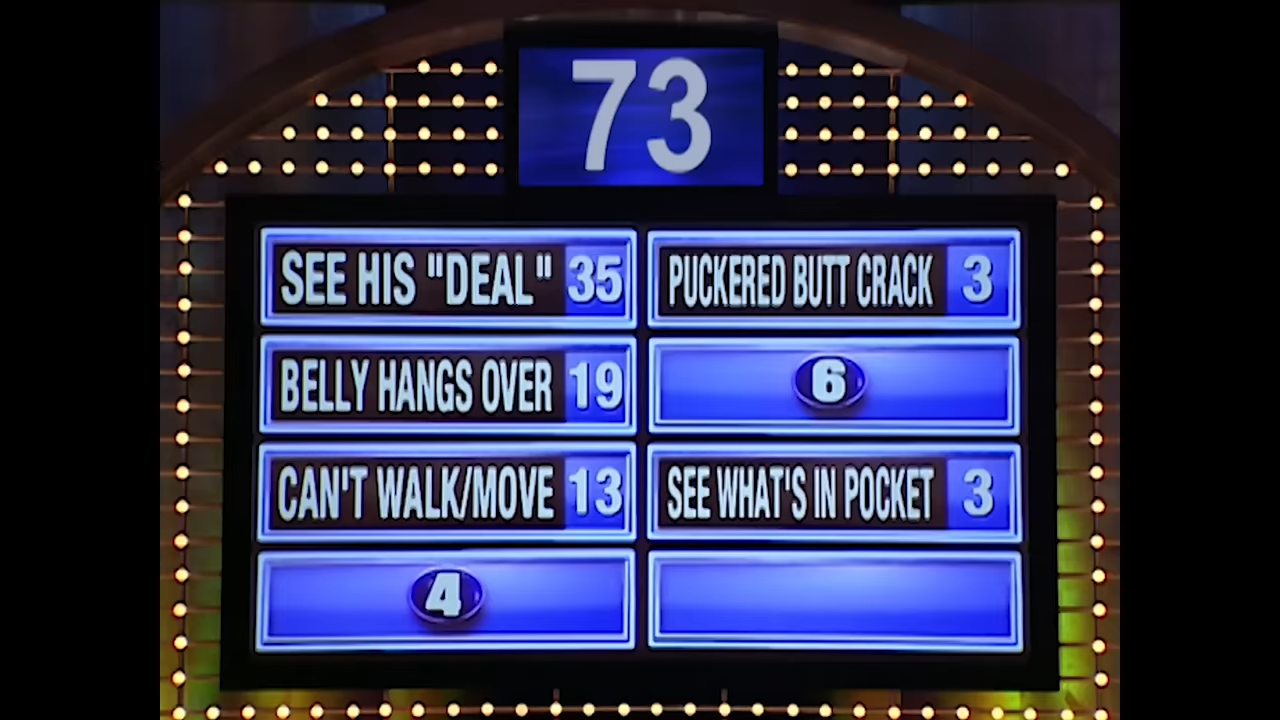 73
SEE HIS "DEAL" 35
BELLY HANGS OVER 19
CAN'T WALK/MOVE 13
4
PUCKERED BUTT CRACK 3
6
SEE WHAT'S IN POCKET 3